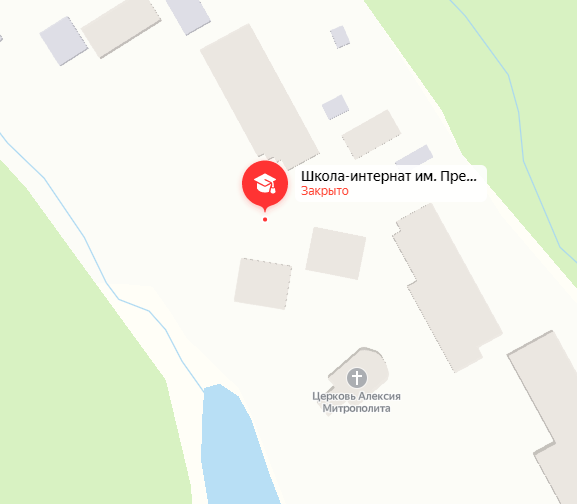 Школа-интернат им. Пре...
Закрыто
Церковь Алексия
Митрополита